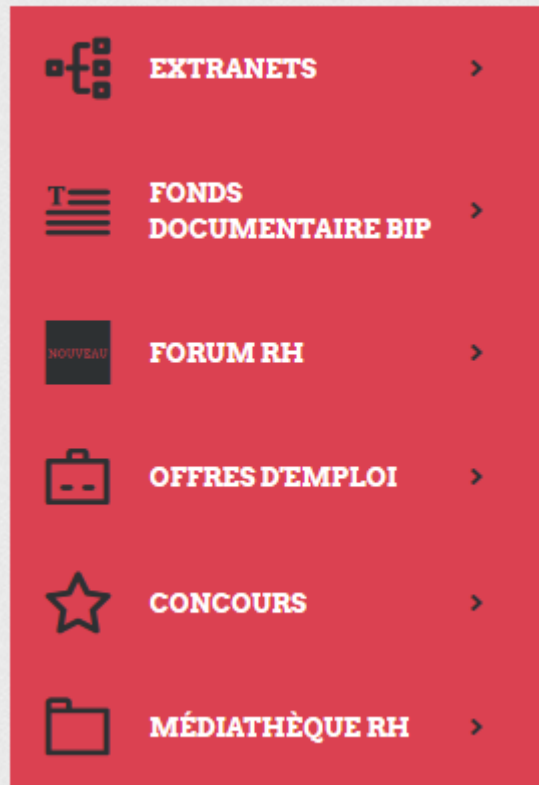 EXTRANETS
T
FONDS
DOCUMENTAIRE BIP
NOUVEAU
FORUM RH
OFFRES D'EMPLOI
CONCOURS
MÉDIATHÈQUE RH